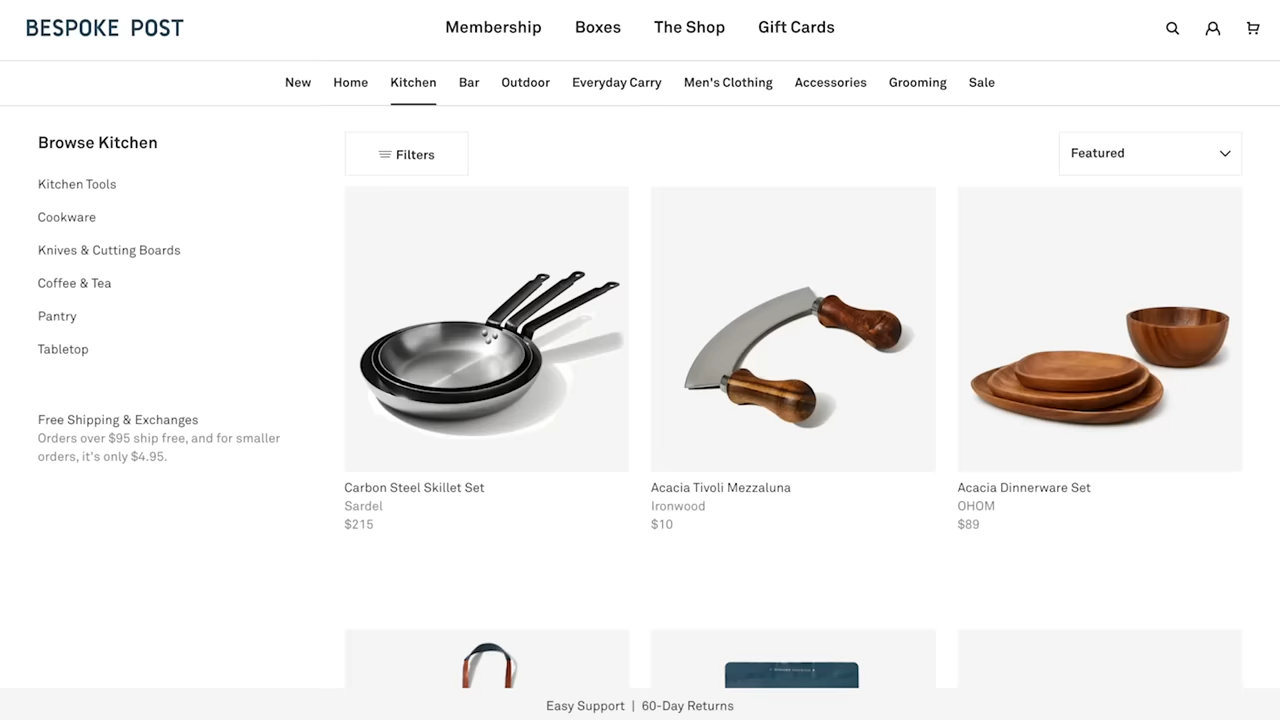 BESPOKE POST
Membership
Boxes
The Shop
Gift Cards
New
Home
Kitchen
Bar
Outdoor
Everyday Carry
Men's Clothing
Accessories
Grooming
Sale
Browse Kitchen
Kitchen Tools
Cookware
Knives & Cutting Boards
Coffee & Tea
Pantry
Tabletop
Free Shipping & Exchanges
Orders over $95 ship free, and for smaller
orders, it's only $4.95.
Filters
Featured
Carbon Steel Skillet Set
Sardel
$215
Acacia Tivoli Mezzaluna
Ironwood
$10
Acacia Dinnerware Set
OHOM
$89
Easy Support | 60-Day Returns